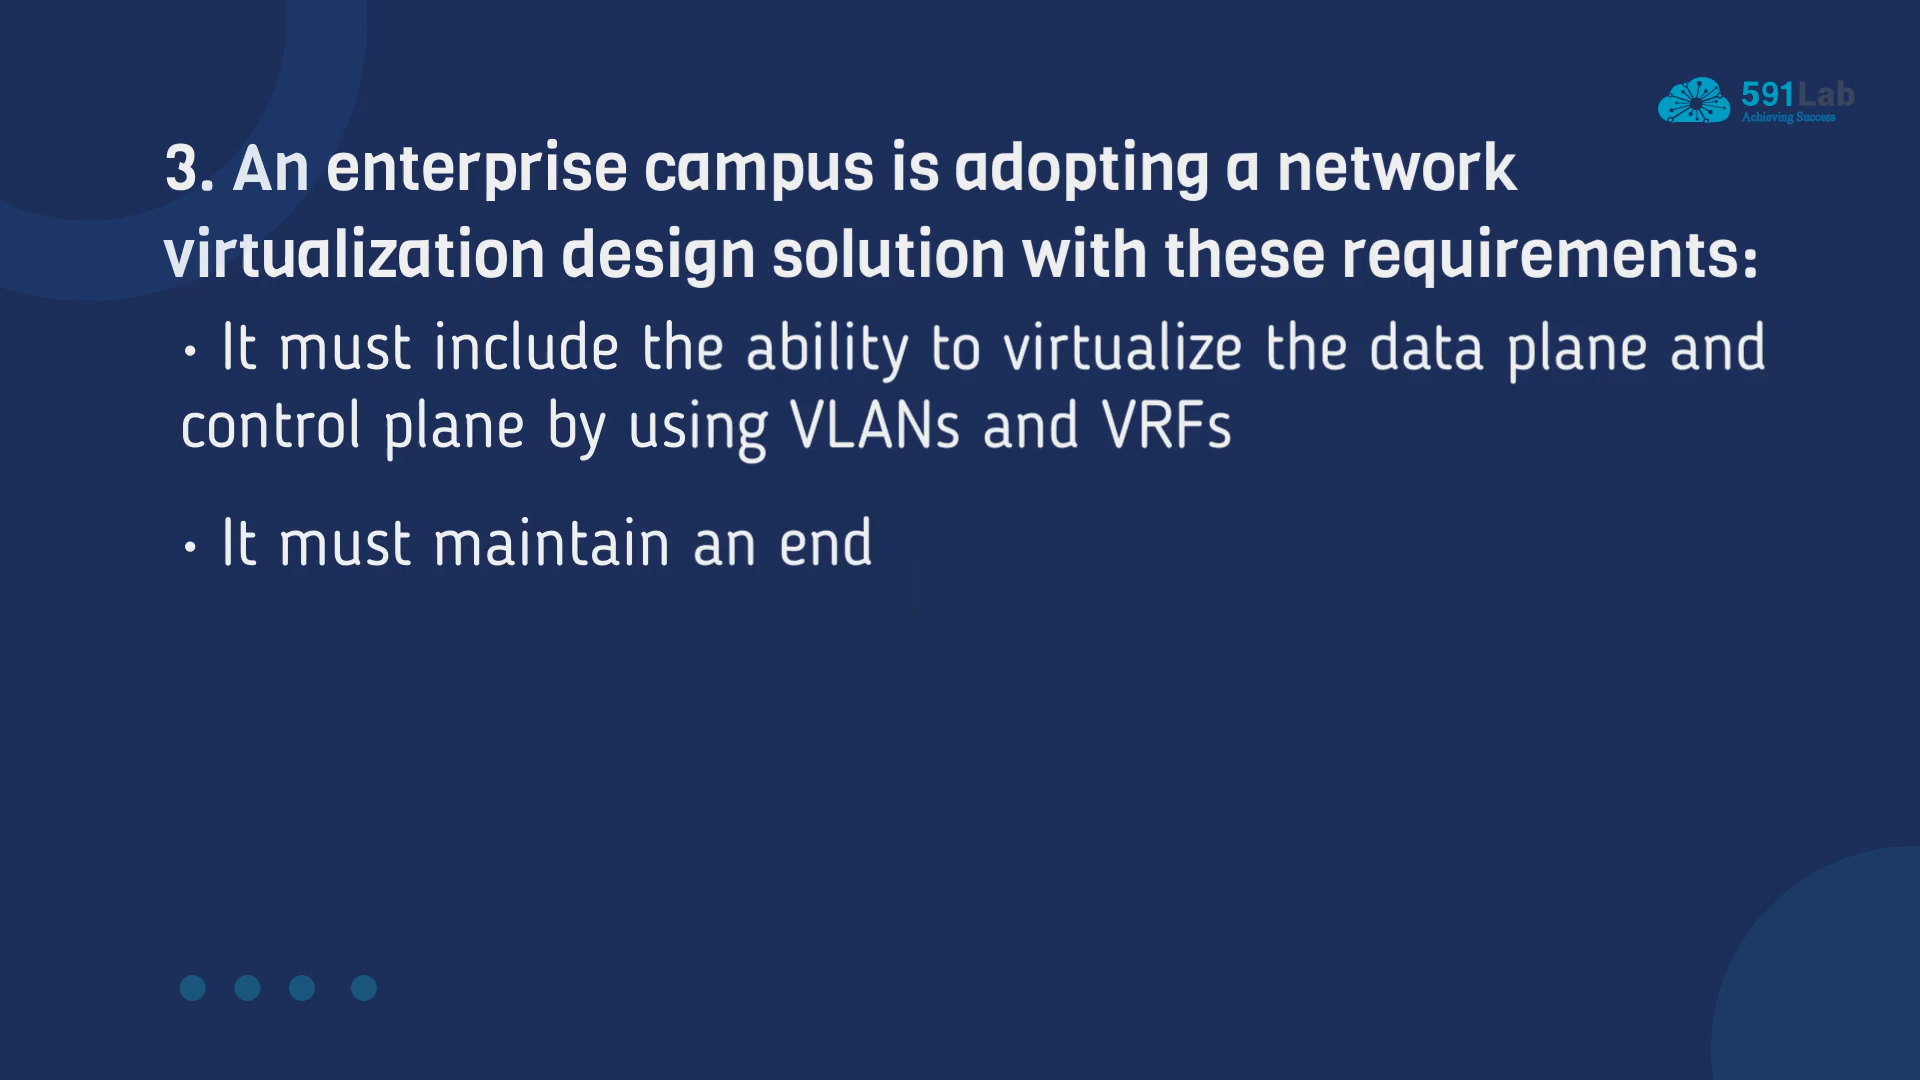 591Lab
Achieving Success
3. An enterprise campus is adopting a network
virtualization design solution with these requirements:
• It must include the ability to virtualize the data plane and
control plane by using VLANs and VRFs
• It must maintain an end